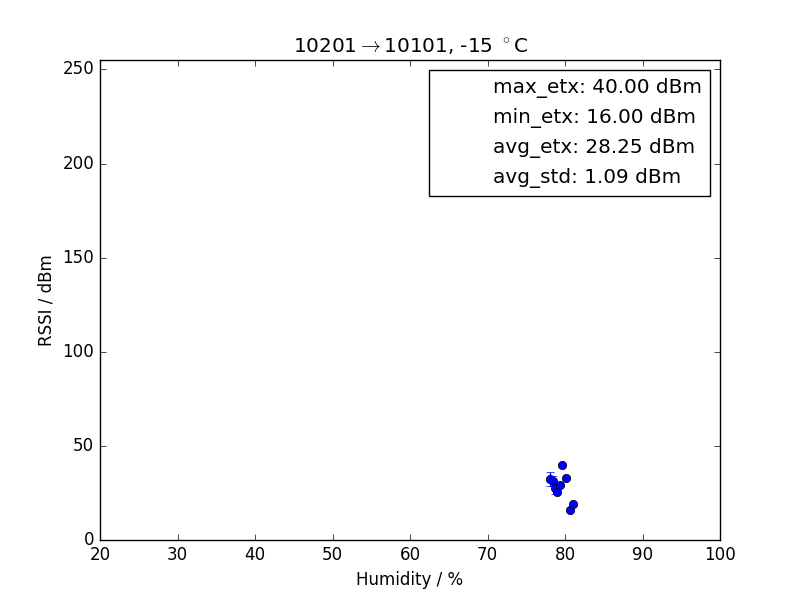 10201→10101, -15 °C
max_etx: 40.00 dBm
min_etx: 16.00 dBm
avg_etx: 28.25 dBm
avg_std: 1.09 dBm
RSSI / dBm
250
200
150
100
50
0
20 30 40 50 60 70 80 90 100
Humidity / %